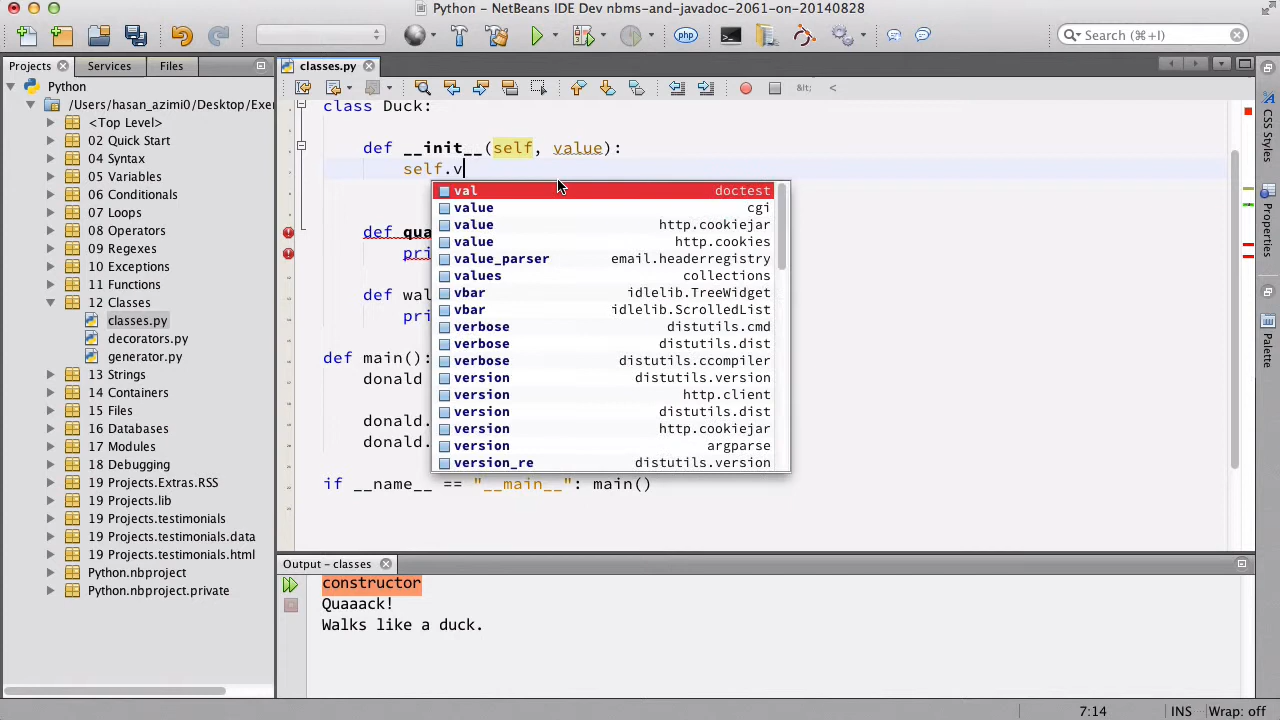 Python - NetBeans IDE Dev nbms-and-javadoc-2061-on-20140828
php
Search (⌘+I)
Projects
Services
Files
classes.py
&lt;
<
Python
/Users/hasan_azimi0/Desktop/Exer
<Top Level>
02 Quick Start
04 Syntax
05 Variables
06 Conditionals
07 Loops
08 Operators
09 Regexes
10 Exceptions
11 Functions
12 Classes
classes.py
decorators.py
generator.py
13 Strings
14 Containers
15 Files
16 Databases
17 Modules
18 Debugging
19 Projects.Extras.RSS
19 Projects.lib
19 Projects.testimonials
19 Projects.testimonials.data
19 Projects.testimonials.html
Python.nbproject
Python.nbproject.private
class Duck:
def __init__(self, value):
self.v
def qua
pri
def wal
pri
def main():
donald
donald.
donald.
if __name__ == "__main__": main()
val doctest
value cgi
value http.cookiejar
value http.cookies
value_parser email.headerregistry
values collections
vbar idlelib.TreeWidget
vbar idlelib.ScrolledList
verbose distutils.cmd
verbose distutils.dist
verbose distutils.ccompiler
version distutils.version
version http.client
version distutils.dist
version http.cookiejar
version argparse
version_re distutils.version
CSS Styles
Properties
Palette
Output - classes
constructor
Quaaack!
Walks like a duck.
7:14 INS Wrap: off